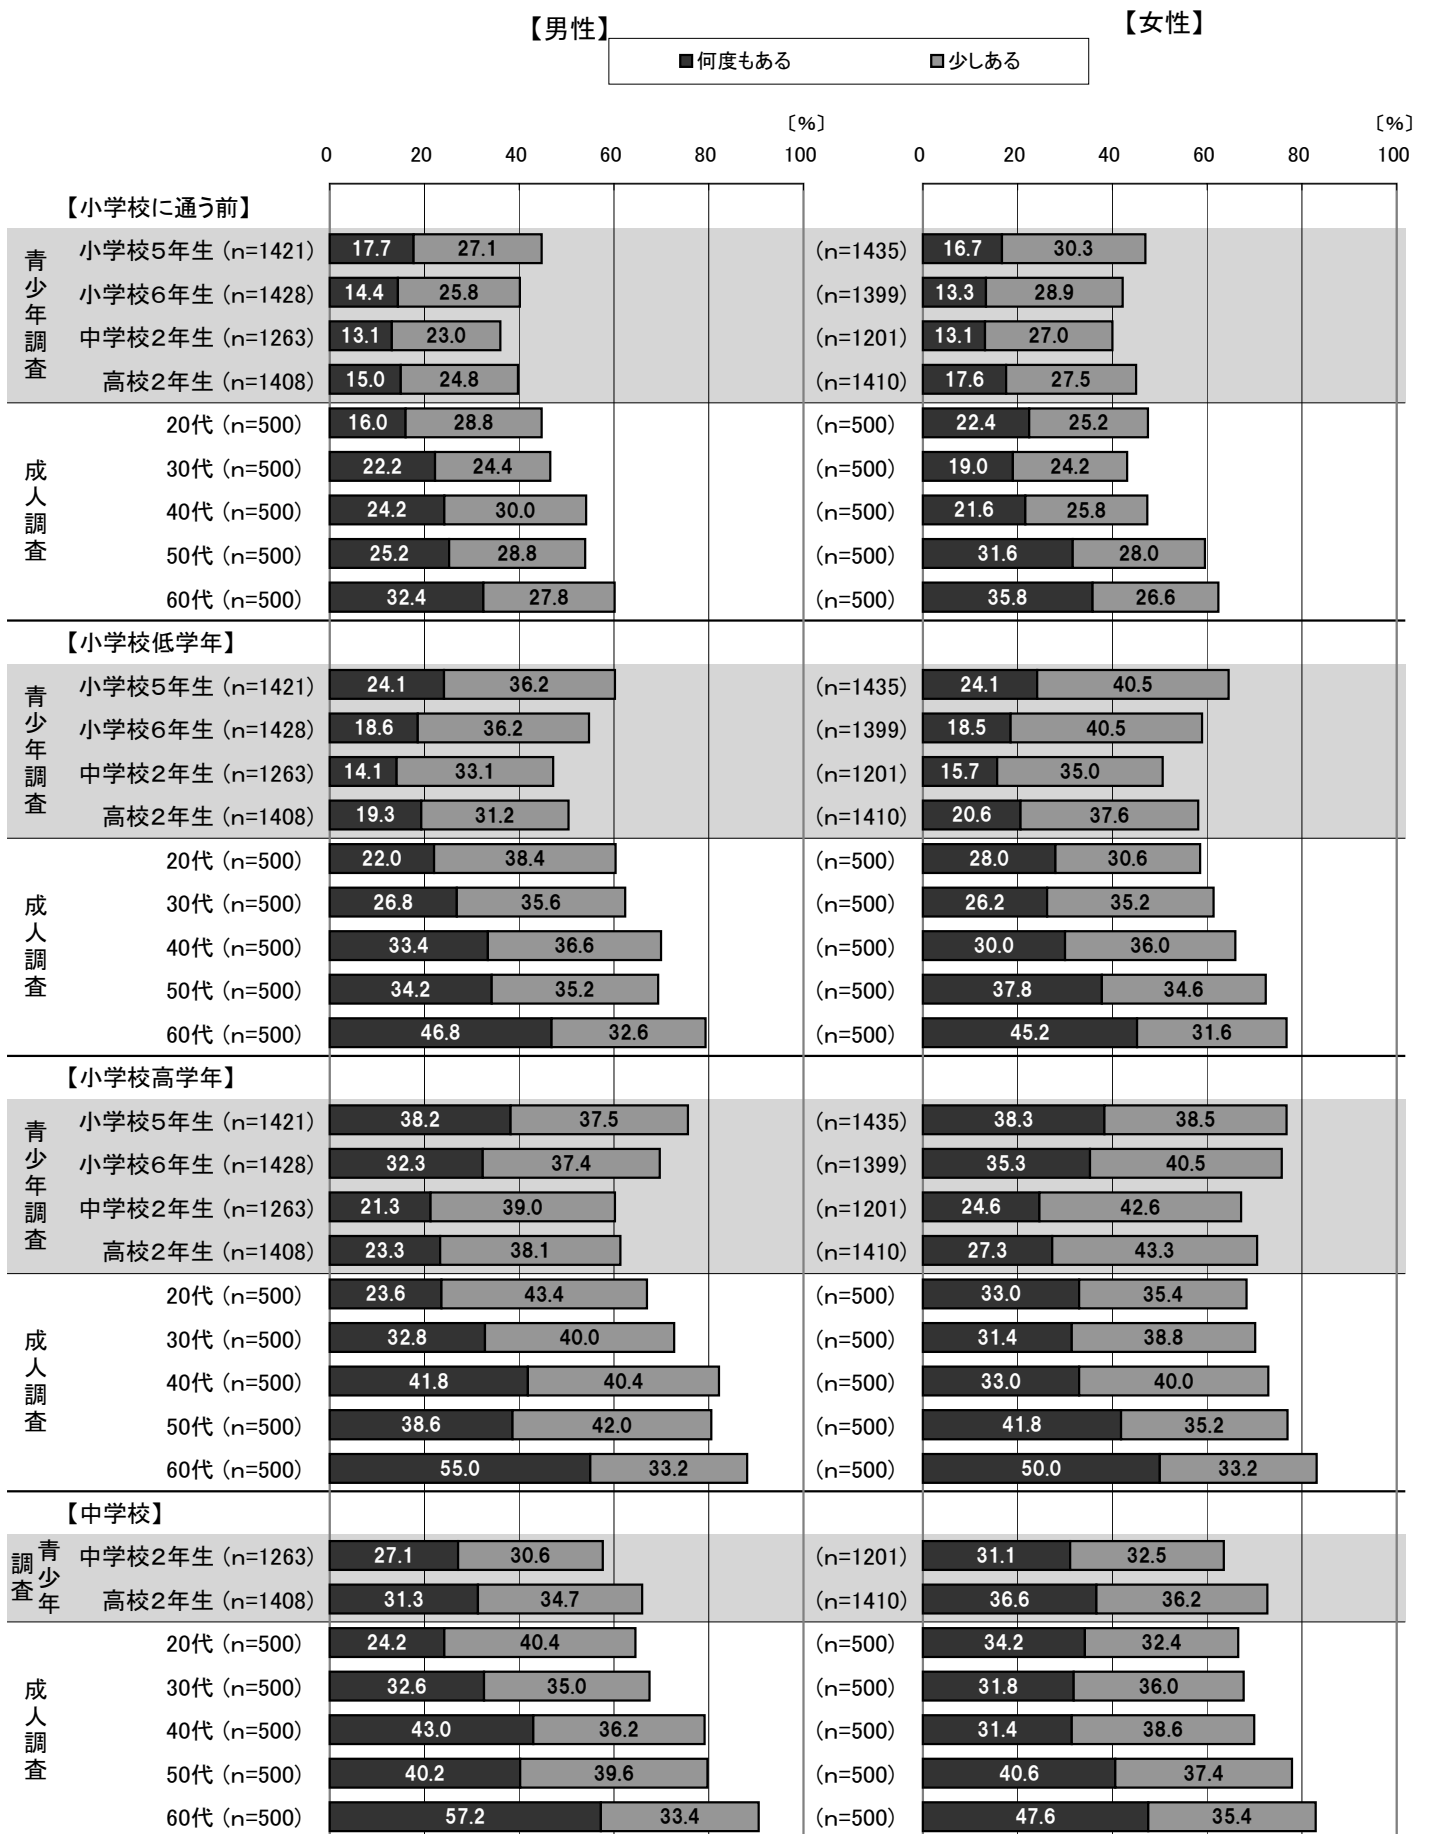 【男性】
【女性】
■何度もある　□少しある
〔%〕　〔%〕
0　20　40　60　80　100　0　20　40　60　80　100
【小学校に通う前】
青少年調査
小学校5年生（n=1421）　17.7　27.1　（n=1435）　16.7　30.3
小学校6年生（n=1428）　14.4　25.8　（n=1399）　13.3　28.9
中学校2年生（n=1263）　13.1　23.0　（n=1201）　13.1　27.0
高校2年生（n=1408）　15.0　24.8　（n=1410）　17.6　27.5
成人調査
20代（n=500）　16.0　28.8　（n=500）　22.4　25.2
30代（n=500）　22.2　24.4　（n=500）　19.0　24.2
40代（n=500）　24.2　30.0　（n=500）　21.6　25.8
50代（n=500）　25.2　28.8　（n=500）　31.6　28.0
60代（n=500）　32.4　27.8　（n=500）　35.8　26.6
【小学校低学年】
青少年調査
小学校5年生（n=1421）　24.1　36.2　（n=1435）　24.1　40.5
小学校6年生（n=1428）　18.6　36.2　（n=1399）　18.5　40.5
中学校2年生（n=1263）　14.1　33.1　（n=1201）　15.7　35.0
高校2年生（n=1408）　19.3　31.2　（n=1410）　20.6　37.6
成人調査
20代（n=500）　22.0　38.4　（n=500）　28.0　30.6
30代（n=500）　26.8　35.6　（n=500）　26.2　35.2
40代（n=500）　33.4　36.6　（n=500）　30.0　36.0
50代（n=500）　34.2　35.2　（n=500）　37.8　34.6
60代（n=500）　46.8　32.6　（n=500）　45.2　31.6
【小学校高学年】
青少年調査
小学校5年生（n=1421）　38.2　37.5　（n=1435）　38.3　38.5
小学校6年生（n=1428）　32.3　37.4　（n=1399）　35.3　40.5
中学校2年生（n=1263）　21.3　39.0　（n=1201）　24.6　42.6
高校2年生（n=1408）　23.3　38.1　（n=1410）　27.3　43.3
成人調査
20代（n=500）　23.6　43.4　（n=500）　33.0　35.4
30代（n=500）　32.8　40.0　（n=500）　31.4　38.8
40代（n=500）　41.8　40.4　（n=500）　33.0　40.0
50代（n=500）　38.6　42.0　（n=500）　41.8　35.2
60代（n=500）　55.0　33.2　（n=500）　50.0　33.2
【中学校】
青少年
調査
中学校2年生（n=1263）　27.1　30.6　（n=1201）　31.1　32.5
高校2年生（n=1408）　31.3　34.7　（n=1410）　36.6　36.2
成人調査
20代（n=500）　24.2　40.4　（n=500）　34.2　32.4
30代（n=500）　32.6　35.0　（n=500）　31.8　36.0
40代（n=500）　43.0　36.2　（n=500）　31.4　38.6
50代（n=500）　40.2　39.6　（n=500）　40.6　37.4
60代（n=500）　57.2　33.4　（n=500）　47.6　35.4